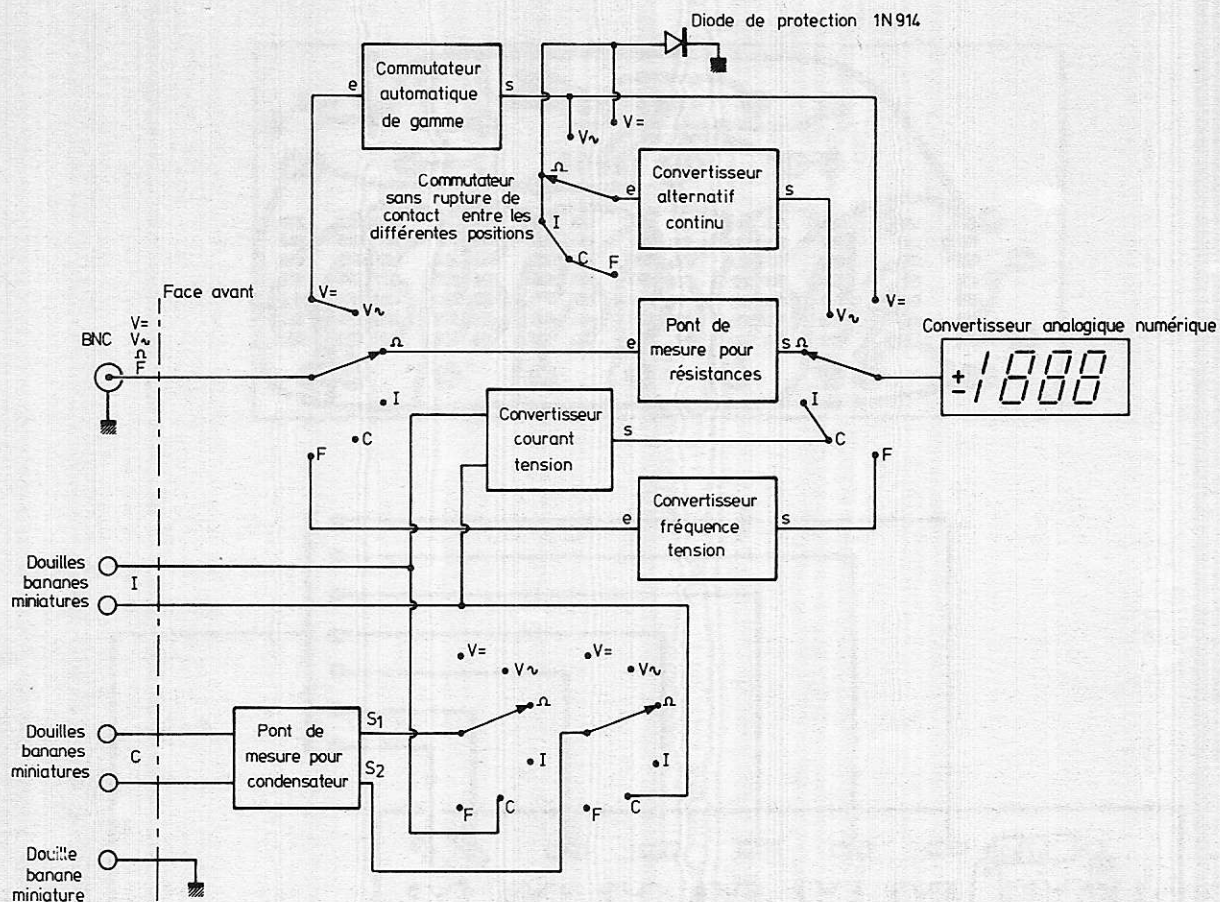 Diode de protection 1N 914
Commutateur
automatique
de gamme
e
s
V∿
V=
Commutateur
sans rupture de
contact entre les
différentes positions
Ω
I
C
F
e
Convertisseur
alternatif
continu
s
Face avant
V=
V∿
V∿
V=
BNC
V=
V∿
Ω
F
Ω
e
Pont de
mesure pour
résistances
s
Ω
Convertisseur analogique numérique
±1888
I
C
F
Convertisseur
courant
tension
s
I
C
F
e
Convertisseur
fréquence
tension
s
Douilles
bananes
miniatures
I
V=
V∿
Ω
I
C
F
V=
V∿
Ω
I
C
F
Douilles
bananes
miniatures
C
Pont de
mesure pour
condensateur
S1
S2
Douille
banane
miniature